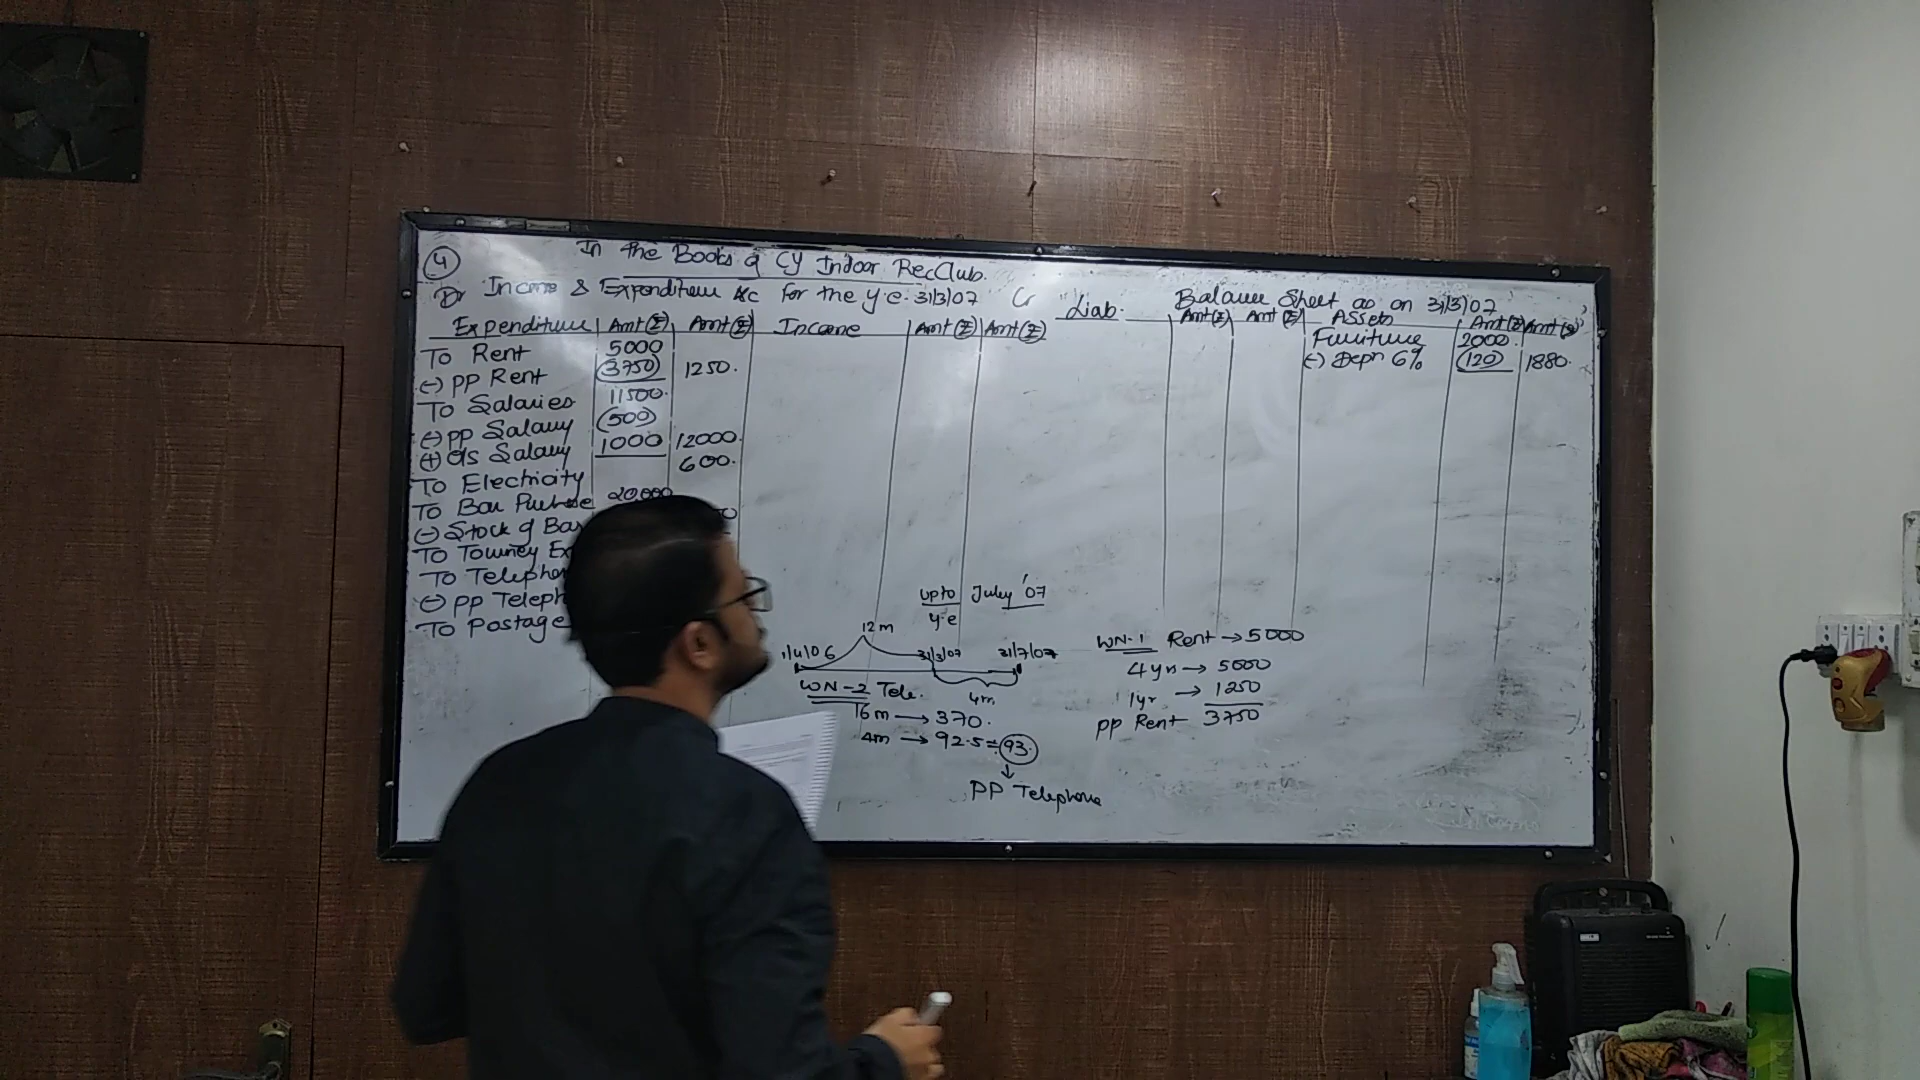 4
In the Books of CY Indoor Rec Club.
Dr Income & Expenditure A/c for the y.e. 31/3/07 Cr
Expenditure Amt(₹) Amt(₹) Income Amt(₹) Amt(₹)
To Rent 5000
(-) PP Rent (3750) 1250.
To Salaries 11500.
(-) PP Salary (500)
(+) O/s Salary 1000 12000.
To Electricity 600.
To Bar Purchase 20,000
(-) Stock of Bar
To Tourney
To Teleph
(-) PP Teleph
To Postage
Balance Sheet as on 31/3/07
Liab. Amt(₹) Amt(₹) Assets Amt(₹) Amt(₹)
Furniture 2000.
(-) Depn 6% (120) 1880.
upto July '07
y.e
12m
1/4/06 31/3/07 31/7/07
4m
WN-2 Tele.
16m → 370.
4m → 92.5 = 93.
PP Telephone
WN-1 Rent → 5000
4yr → 5000
1yr → 1250
PP Rent 3750